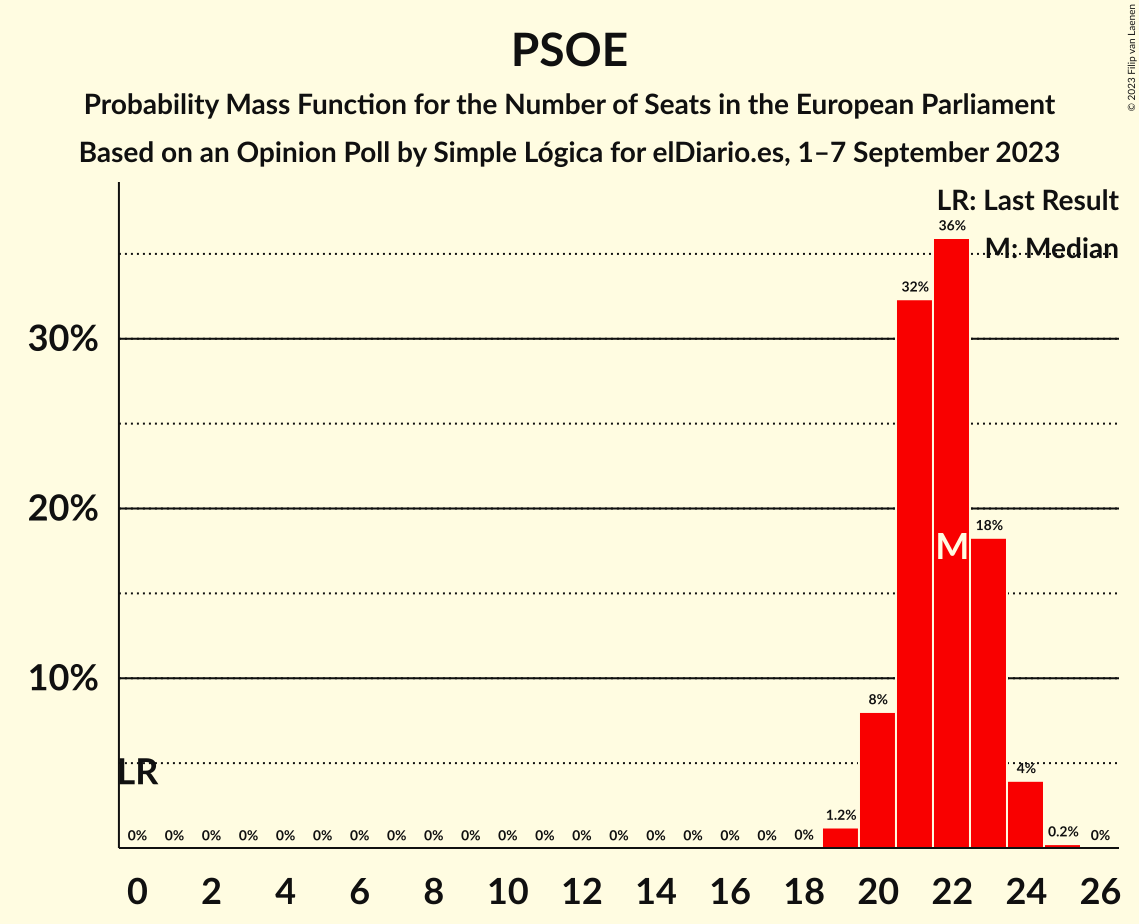 PSOE
Probability Mass Function for the Number of Seats in the European Parliament
Based on an Opinion Poll by Simple Lógica for elDiario.es, 1–7 September 2023
© 2023 Filip van Laenen
LR: Last Result
M: Median
30%
20%
10%
LR
M
0% 0% 0% 0% 0% 0% 0% 0% 0% 0% 0% 0% 0% 0% 0% 0% 0% 0% 0% 1.2% 8% 32% 36% 18% 4% 0.2% 0%
0 2 4 6 8 10 12 14 16 18 20 22 24 26